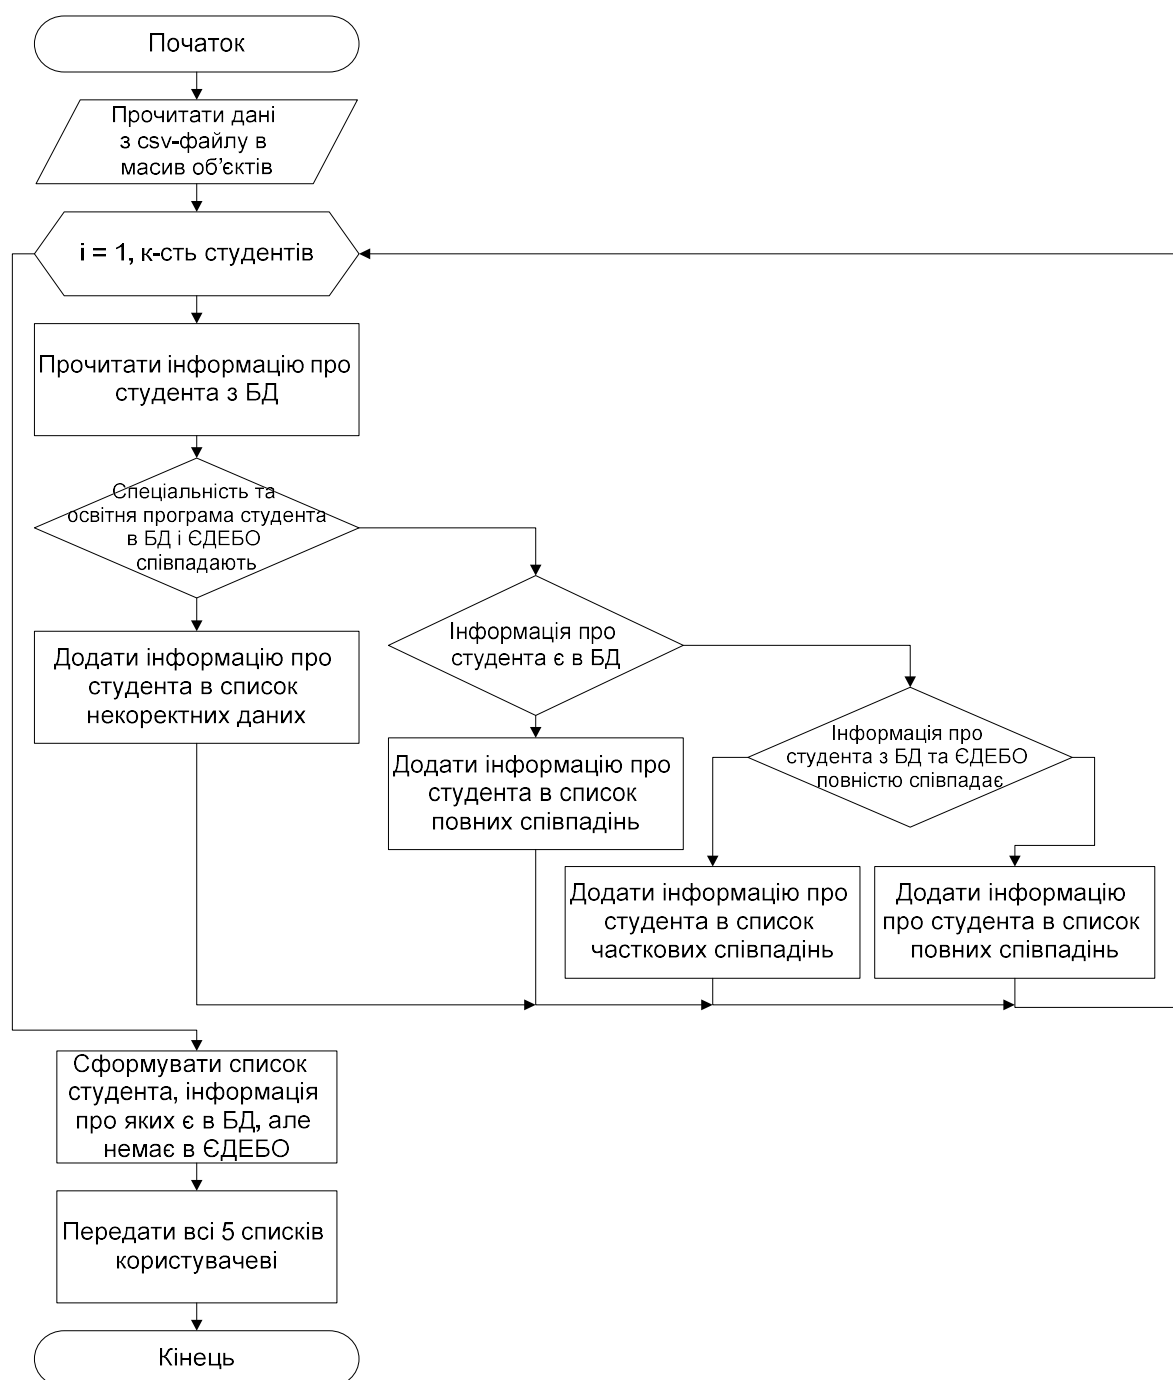 Початок
Прочитати дані
з csv-файлу в
масив об'єктів
i = 1, к-сть студентів
Прочитати інформацію про
студента з БД
Спеціальність та
освітня програма студента
в БД і ЄДЕБО
співпадають
Інформація про
студента є в БД
Додати інформацію про
студента в список
некоректних даних
Інформація про
студента з БД та ЄДЕБО
повністю співпадає
Додати інформацію про
студента в список
повних співпадінь
Додати інформацію про
студента в список
часткових співпадінь
Додати інформацію
про студента в список
повних співпадінь
Сформувати список
студента, інформація
про яких є в БД, але
немає в ЄДЕБО
Передати всі 5 списків
користувачеві
Кінець